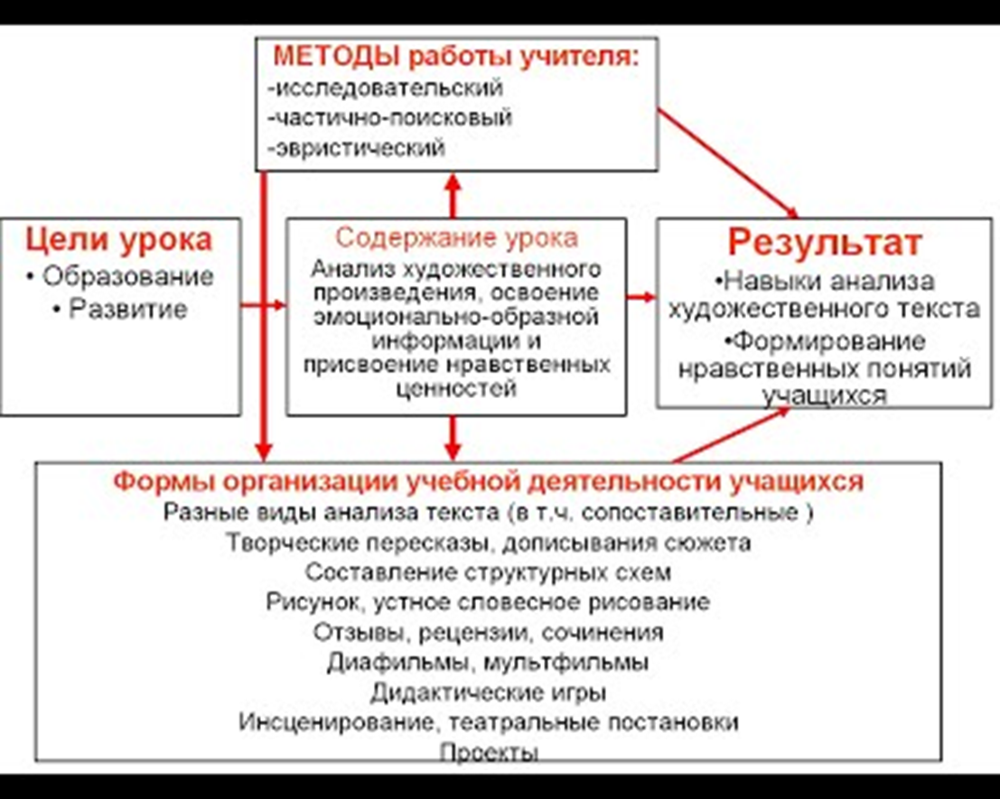 МЕТОДЫ работы учителя:
-исследовательский
-частично-поисковый
-эвристический
Цели урока
• Образование
• Развитие
Содержание урока
Анализ художественного
произведения, освоение
эмоционально-образной
информации и
присвоение нравственных
ценностей
Результат
•Навыки анализа
художественного текста
•Формирование
нравственных понятий
учащихся
Формы организации учебной деятельности учащихся
Разные виды анализа текста (в т.ч. сопоставительные )
Творческие пересказы, дописывания сюжета
Составление структурных схем
Рисунок, устное словесное рисование
Отзывы, рецензии, сочинения
Диафильмы, мультфильмы
Дидактические игры
Инсценирование, театральные постановки
Проекты